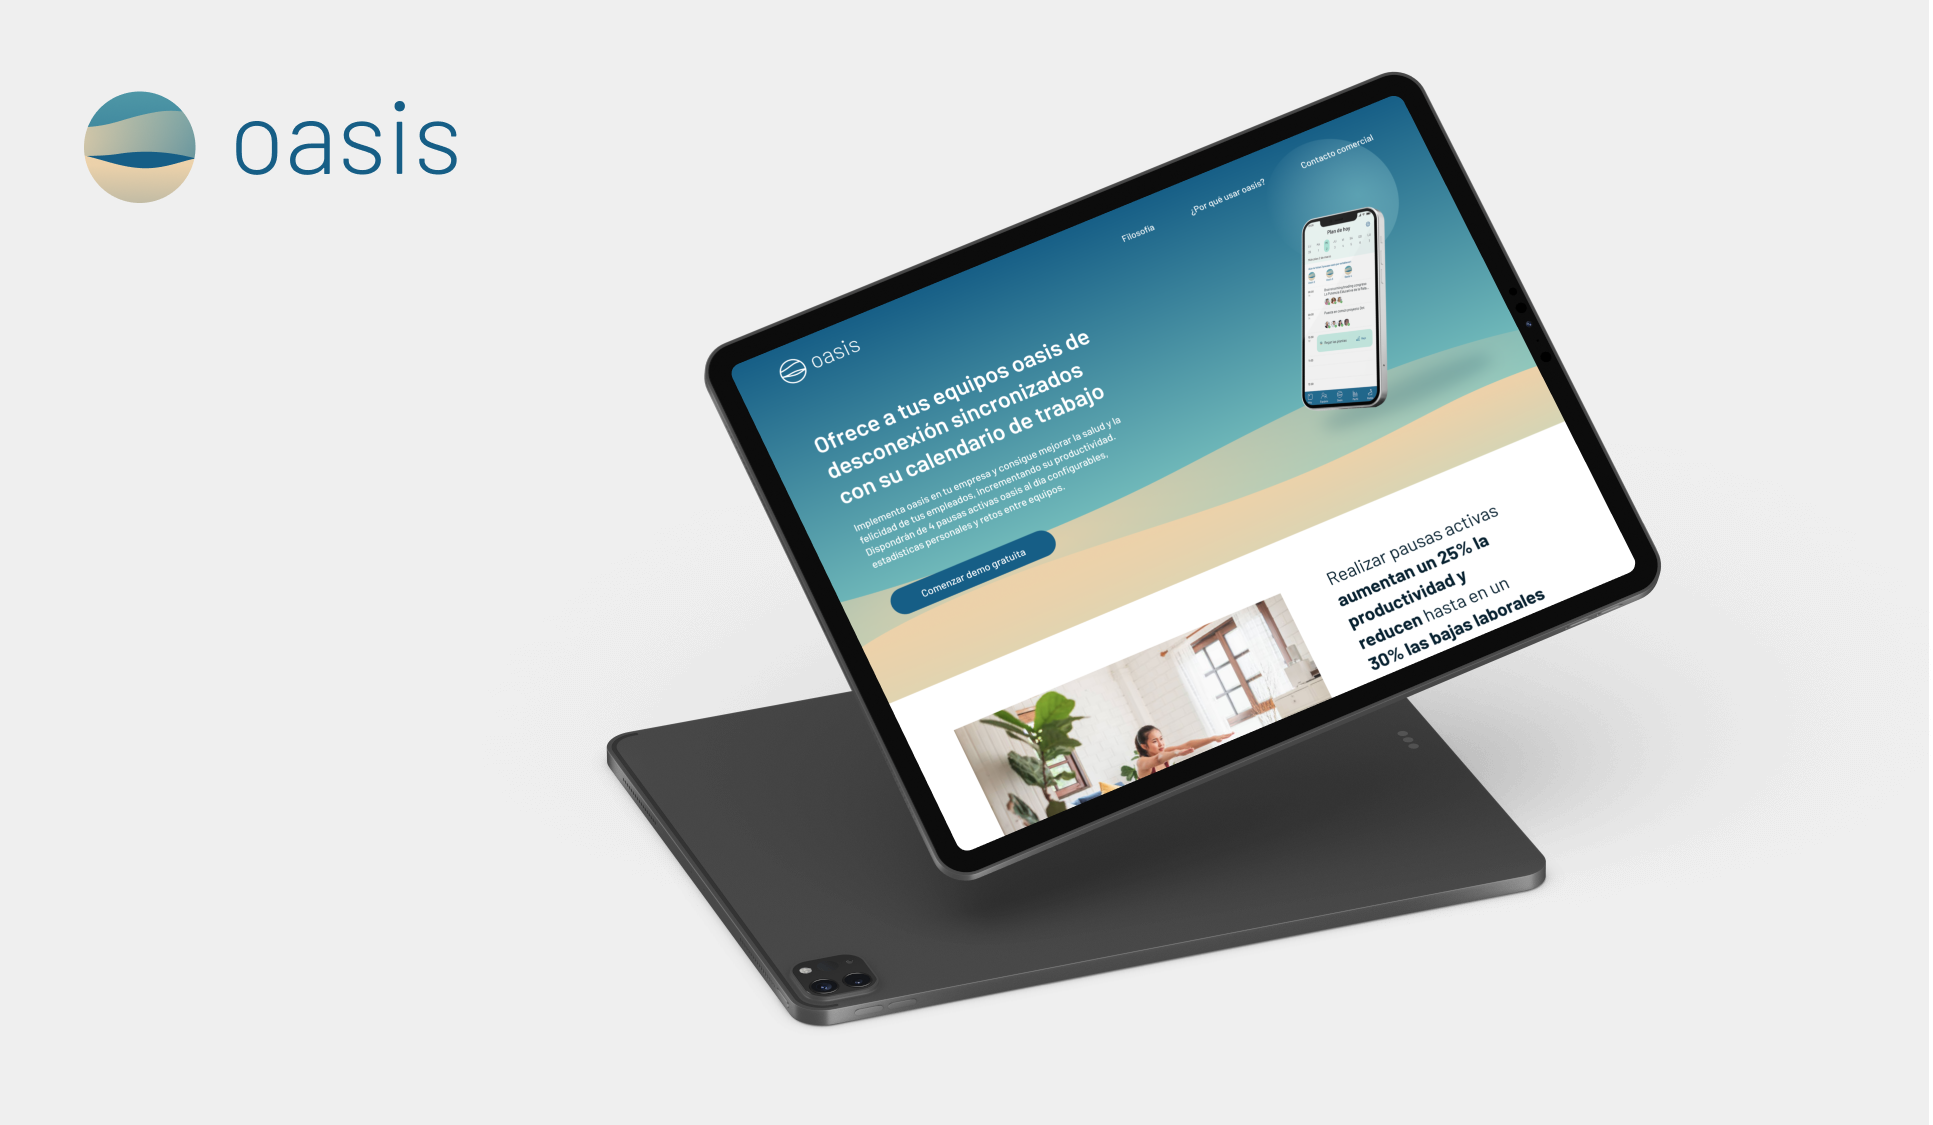 oasis
Filosofía
¿Por qué usar oasis?
Contacto comercial
oasis
Ofrece a tus equipos oasis de
desconexión sincronizados
con su calendario de trabajo
Implementa oasis en tu empresa y consigue mejorar la salud y la
felicidad de tus empleados, incrementando su productividad.
Dispondrán de 4 pausas activas oasis al día configurables,
estadísticas personales y retos entre equipos.
Comenzar demo gratuita
Plan de hoy
Realizar pausas activas
aumentan un 25% la
productividad y
reducen hasta en un
30% las bajas laborales